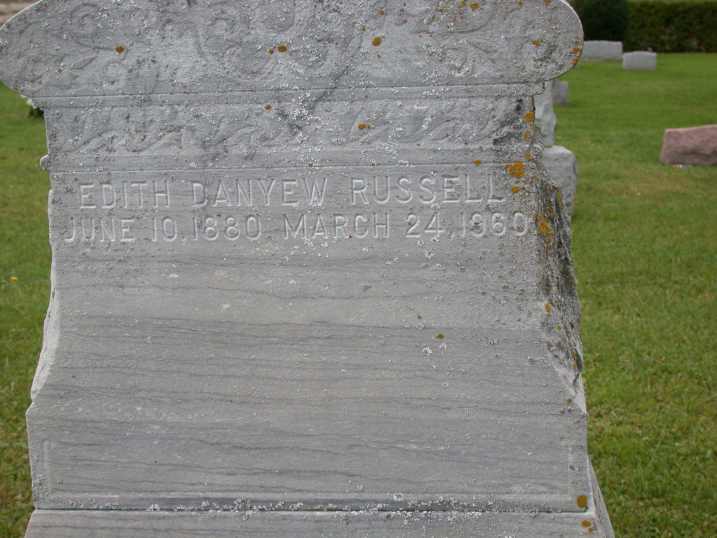 EDITH DANYEW RUSSELL
JUNE 10, 1880 MARCH 24, 1960